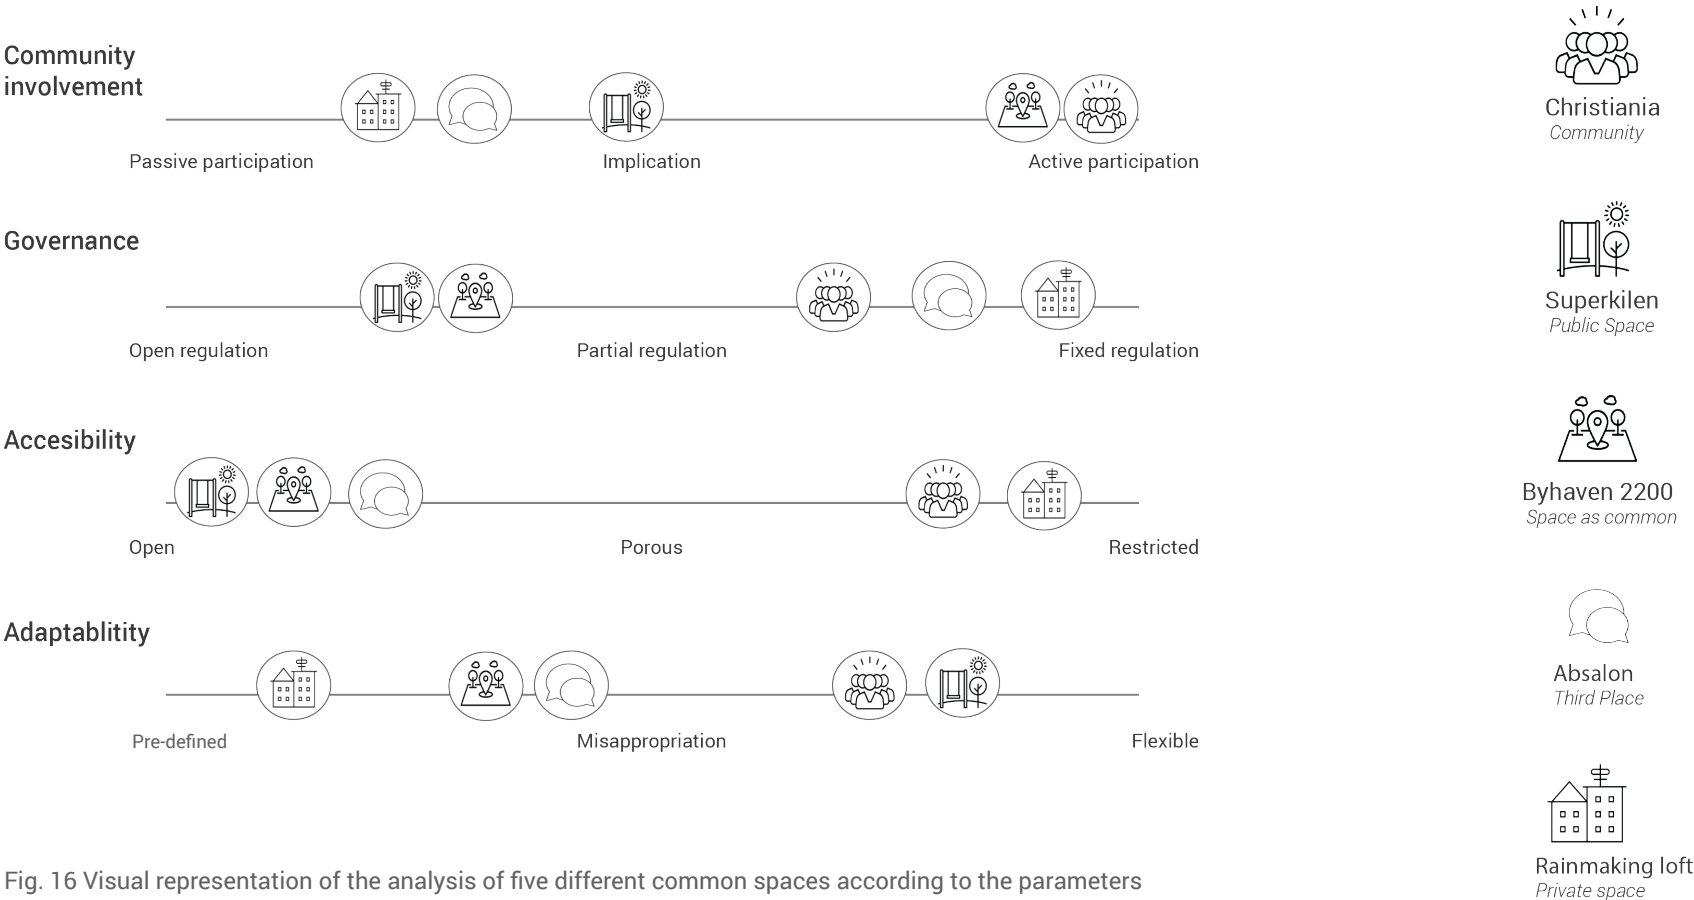 Community
involvement
Passive participation
Implication
Active participation
Governance
Open regulation
Partial regulation
Fixed regulation
Accesibility
Open
Porous
Restricted
Adaptablitity
Pre-defined
Misappropriation
Flexible
Fig. 16 Visual representation of the analysis of five different common spaces according to the parameters
Christiania
Community
Superkilen
Public Space
Byhaven 2200
Space as common
Absalon
Third Place
Rainmaking loft
Private space